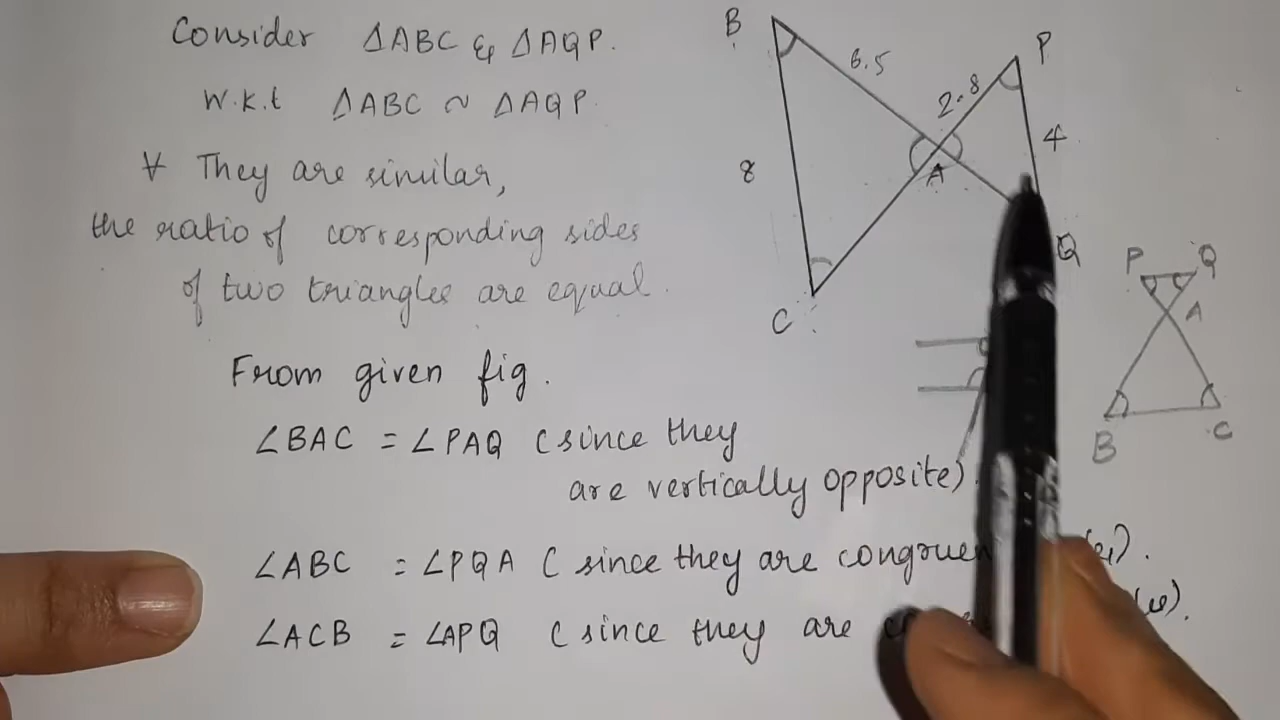 Consider ΔABC & ΔAQP.
W.k.t ΔABC ~ ΔAQP.
∀ They are similar,
the ratio of corresponding sides
of two triangles are equal.
From given fig.
∠BAC = ∠PAQ (since they
are vertically opposite)
∠ABC = ∠PQA (since they are
∠ACB = ∠APQ (since they are
B
6.5
P
2.8
4
8
A
Q
C
P Q
A
B C